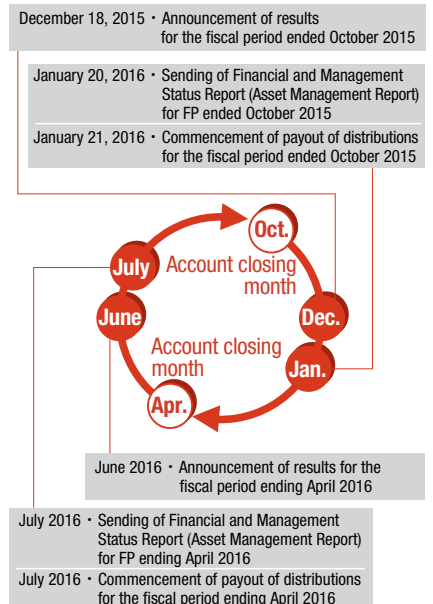 December 18, 2015・Announcement of results
for the fiscal period ended October 2015
January 20, 2016・Sending of Financial and Management
Status Report (Asset Management Report)
for FP ended October 2015
January 21, 2016・Commencement of payout of distributions
for the fiscal period ended October 2015
Oct.
July
Account closing
month
June
Dec.
Account closing
month
Jan.
Apr.
June 2016・Announcement of results for the
fiscal period ending April 2016
July 2016・Sending of Financial and Management
Status Report (Asset Management Report)
for FP ending April 2016
July 2016・Commencement of payout of distributions
for the fiscal period ending April 2016